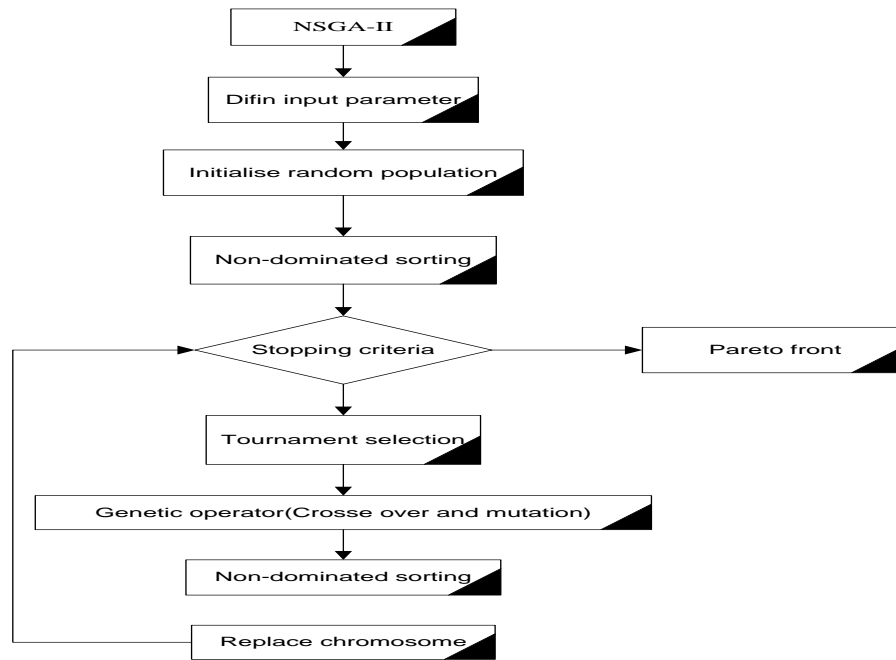 NSGA-II
Difin input parameter
Initialise random population
Non-dominated sorting
Stopping criteria
Pareto front
Tournament selection
Genetic operator(Crosse over and mutation)
Non-dominated sorting
Replace chromosome